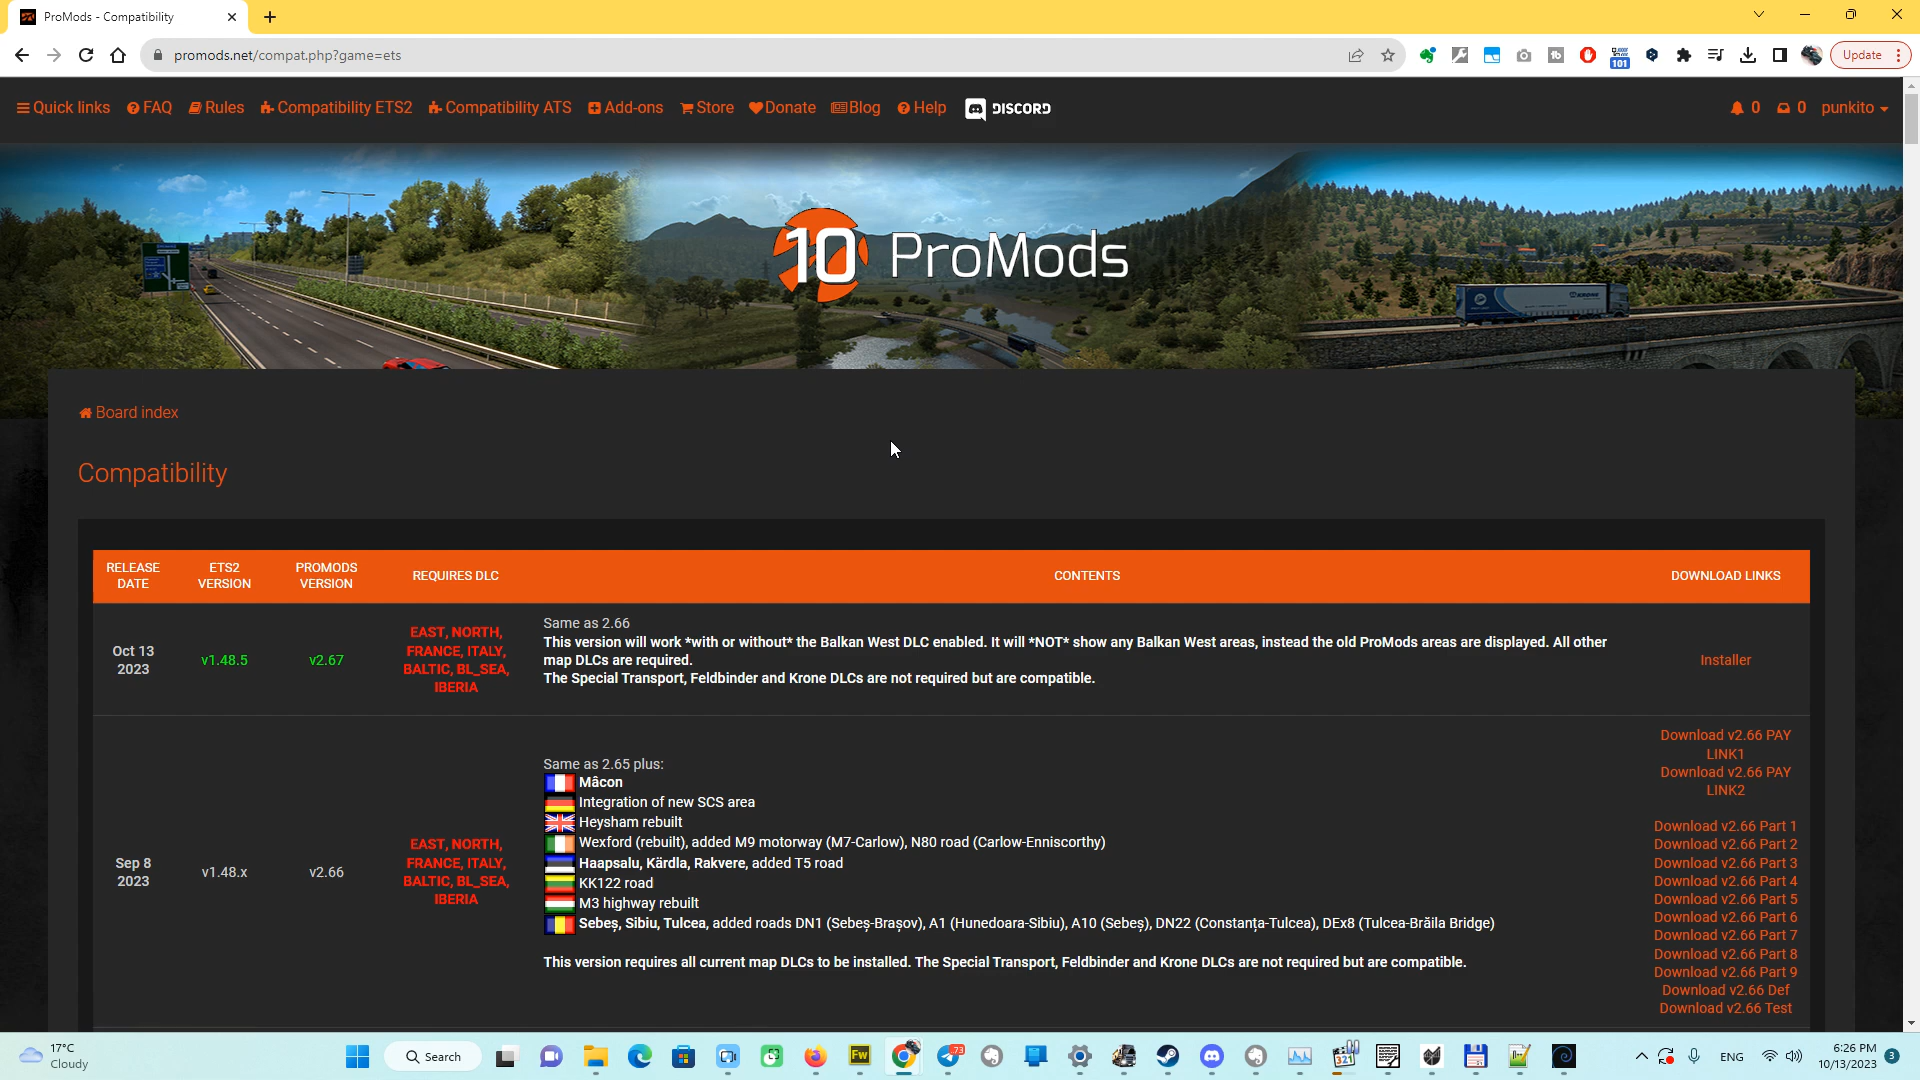 ProMods - Compatibility
promods.net/compat.php?game=ets
Update
Quick links FAQ Rules Compatibility ETS2 Compatibility ATS Add-ons Store Donate Blog Help DISCORD 0 0 punkito
10 ProMods
Board index
Compatibility
RELEASE DATE ETS2 VERSION PROMODS VERSION REQUIRES DLC CONTENTS DOWNLOAD LINKS
Oct 13
2023
v1.48.5
v2.67
EAST, NORTH,
FRANCE, ITALY,
BALTIC, BL_SEA,
IBERIA
Same as 2.66
This version will work *with or without* the Balkan West DLC enabled. It will *NOT* show any Balkan West areas, instead the old ProMods areas are displayed. All other
map DLCs are required.
The Special Transport, Feldbinder and Krone DLCs are not required but are compatible.
Installer
Sep 8
2023
v1.48.x
v2.66
EAST, NORTH,
FRANCE, ITALY,
BALTIC, BL_SEA,
IBERIA
Same as 2.65 plus:
Mâcon
Integration of new SCS area
Heysham rebuilt
Wexford (rebuilt), added M9 motorway (M7-Carlow), N80 road (Carlow-Enniscorthy)
Haapsalu, Kärdla, Rakvere, added T5 road
KK122 road
M3 highway rebuilt
Sebeș, Sibiu, Tulcea, added roads DN1 (Sebeș-Brașov), A1 (Hunedoara-Sibiu), A10 (Sebeș), DN22 (Constanța-Tulcea), DEx8 (Tulcea-Brăila Bridge)
This version requires all current map DLCs to be installed. The Special Transport, Feldbinder and Krone DLCs are not required but are compatible.
Download v2.66 PAY
LINK1
Download v2.66 PAY
LINK2
Download v2.66 Part 1
Download v2.66 Part 2
Download v2.66 Part 3
Download v2.66 Part 4
Download v2.66 Part 5
Download v2.66 Part 6
Download v2.66 Part 7
Download v2.66 Part 8
Download v2.66 Part 9
Download v2.66 Def
Download v2.66 Test
17°C
Cloudy
Search
Fw
73
321
ENG
6:26 PM
10/13/2023
3
101